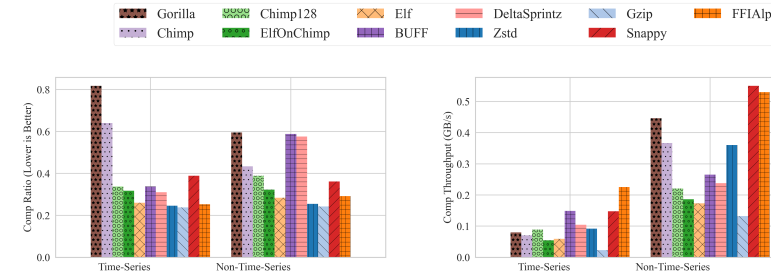 Gorilla Chimp128 Elf DeltaSprintz Gzip FFIAlp
Chimp ElfOnChimp BUFF Zstd Snappy
Comp Ratio (Lower is Better)
0.8
0.6
0.4
0.2
0.0
Time-Series Non-Time-Series
Comp Throughput (GB/s)
0.5
0.4
0.3
0.2
0.1
0.0
Time-Series Non-Time-Series